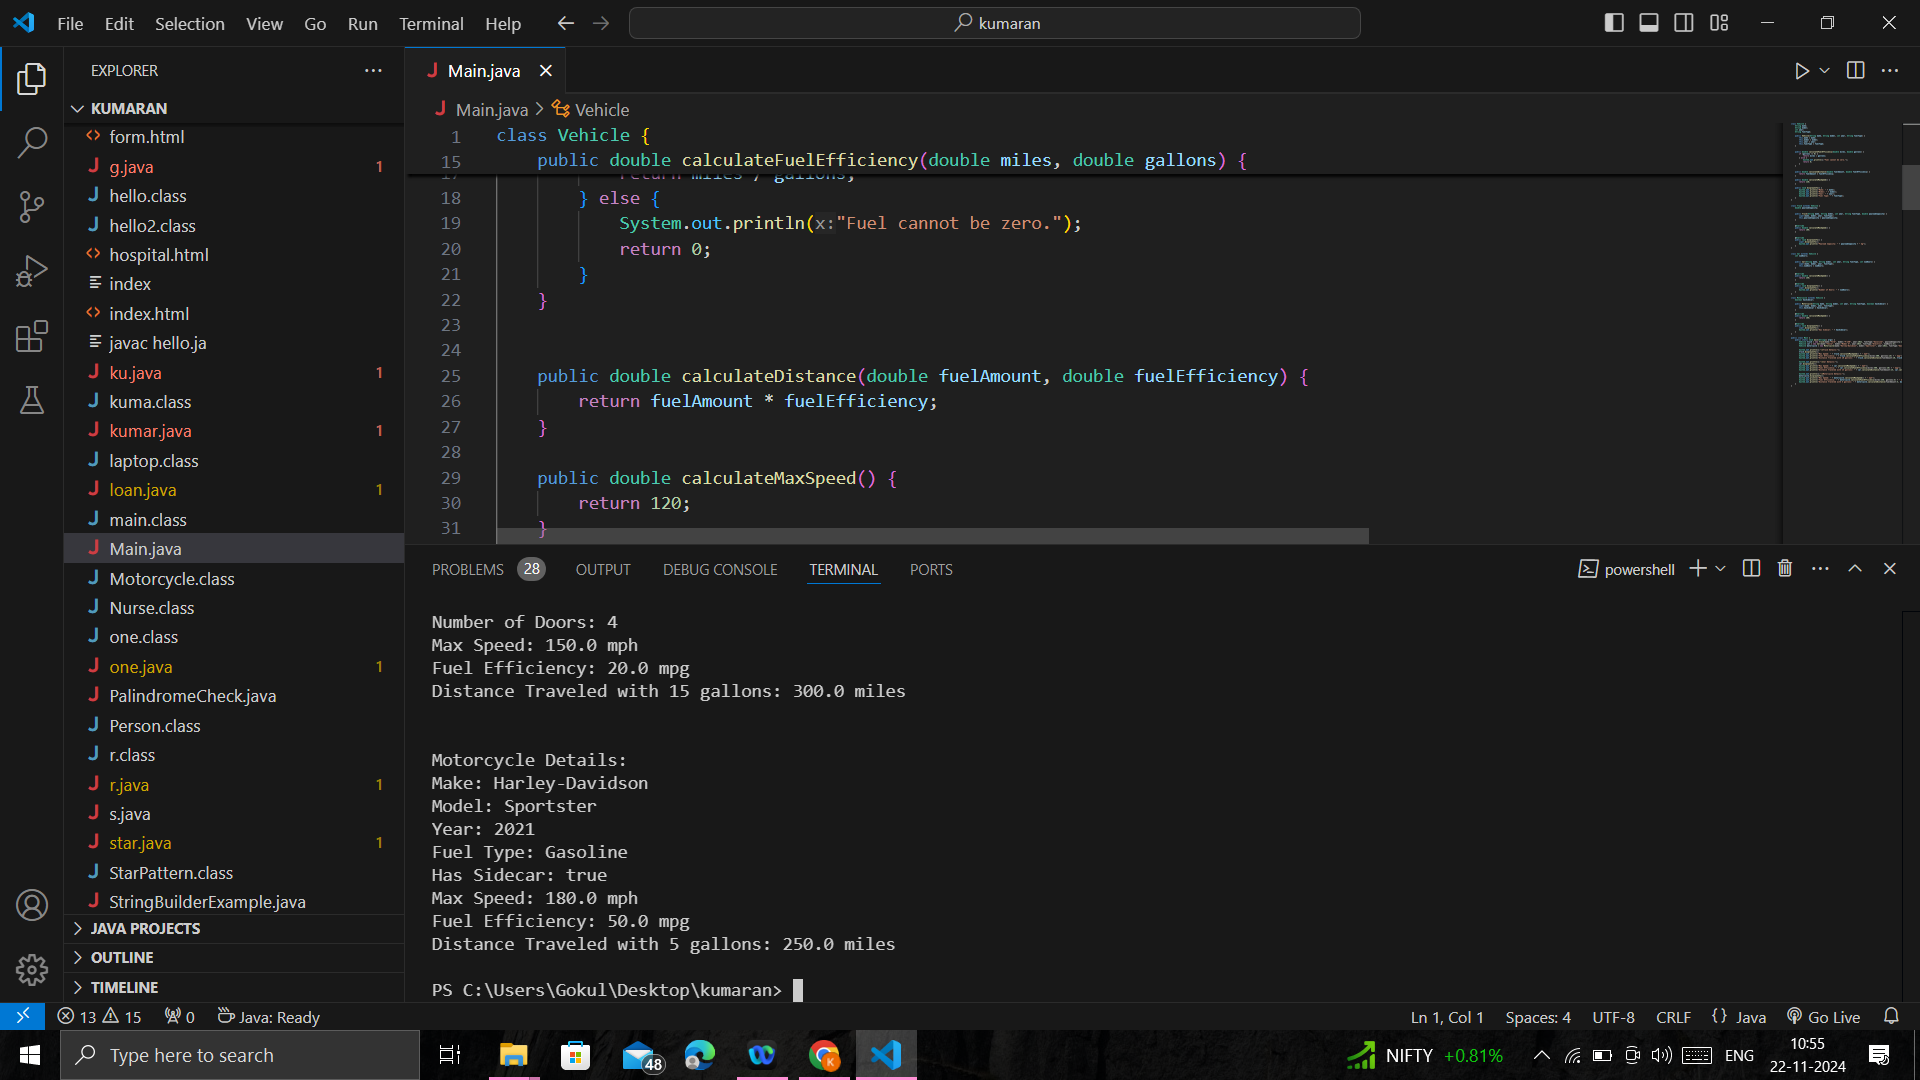 File Edit Selection View Go Run Terminal Help
kumaran
EXPLORER
KUMARAN
form.html
g.java 1
hello.class
hello2.class
hospital.html
index
index.html
javac hello.ja
ku.java 1
kuma.class
kumar.java 1
laptop.class
loan.java 1
main.class
Main.java
Motorcycle.class
Nurse.class
one.class
one.java 1
PalindromeCheck.java
Person.class
r.class
r.java 1
s.java
star.java 1
StarPattern.class
StringBuilderExample.java
JAVA PROJECTS
OUTLINE
TIMELINE
Main.java
Main.java > Vehicle
1 class Vehicle {
15 public double calculateFuelEfficiency(double miles, double gallons) {
17 return miles / gallons;
18 } else {
19 System.out.println(x:"Fuel cannot be zero.");
20 return 0;
21 }
22 }
23
24
25 public double calculateDistance(double fuelAmount, double fuelEfficiency) {
26 return fuelAmount * fuelEfficiency;
27 }
28
29 public double calculateMaxSpeed() {
30 return 120;
31 }
PROBLEMS 28 OUTPUT DEBUG CONSOLE TERMINAL PORTS
powershell
Number of Doors: 4
Max Speed: 150.0 mph
Fuel Efficiency: 20.0 mpg
Distance Traveled with 15 gallons: 300.0 miles
Motorcycle Details:
Make: Harley-Davidson
Model: Sportster
Year: 2021
Fuel Type: Gasoline
Has Sidecar: true
Max Speed: 180.0 mph
Fuel Efficiency: 50.0 mpg
Distance Traveled with 5 gallons: 250.0 miles
PS C:\Users\Gokul\Desktop\kumaran>
13 15 0 Java: Ready
Ln 1, Col 1 Spaces: 4 UTF-8 CRLF {} Java Go Live
Type here to search
48
K
NIFTY +0.81%
ENG
10:55
22-11-2024